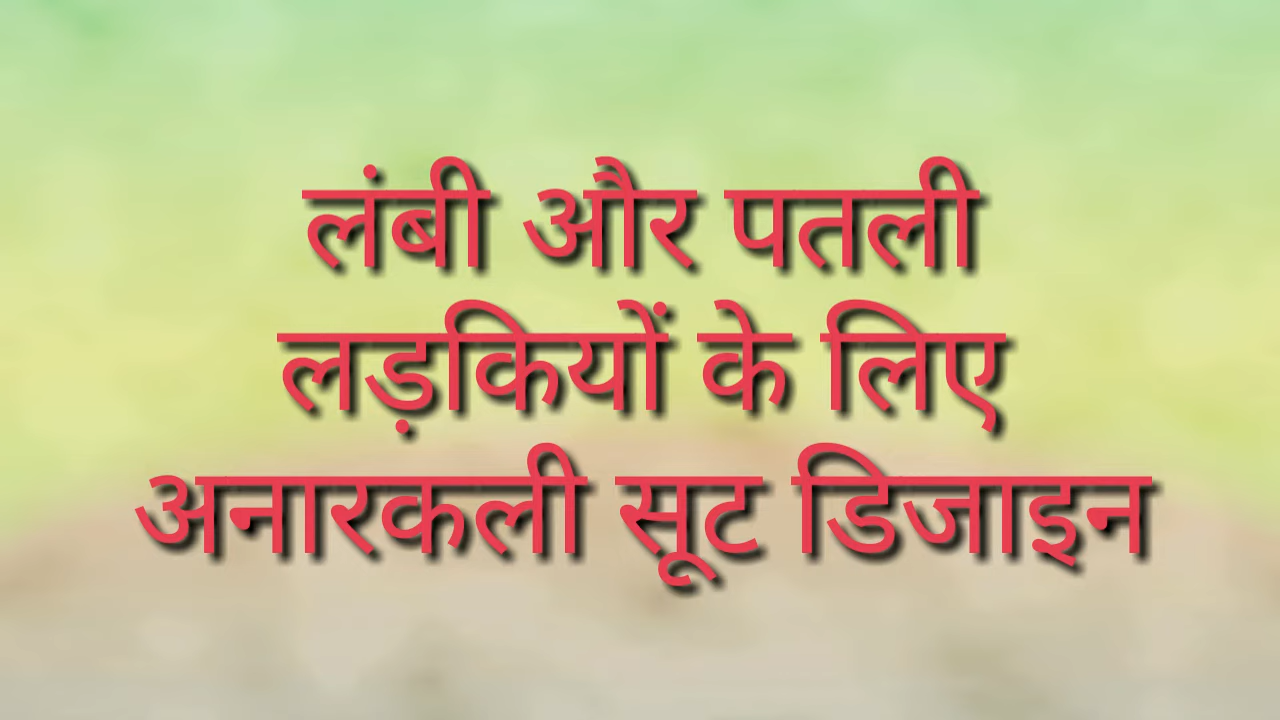 लंबी और पतली
लड़कियों के लिए
अनारकली सूट डिजाइन